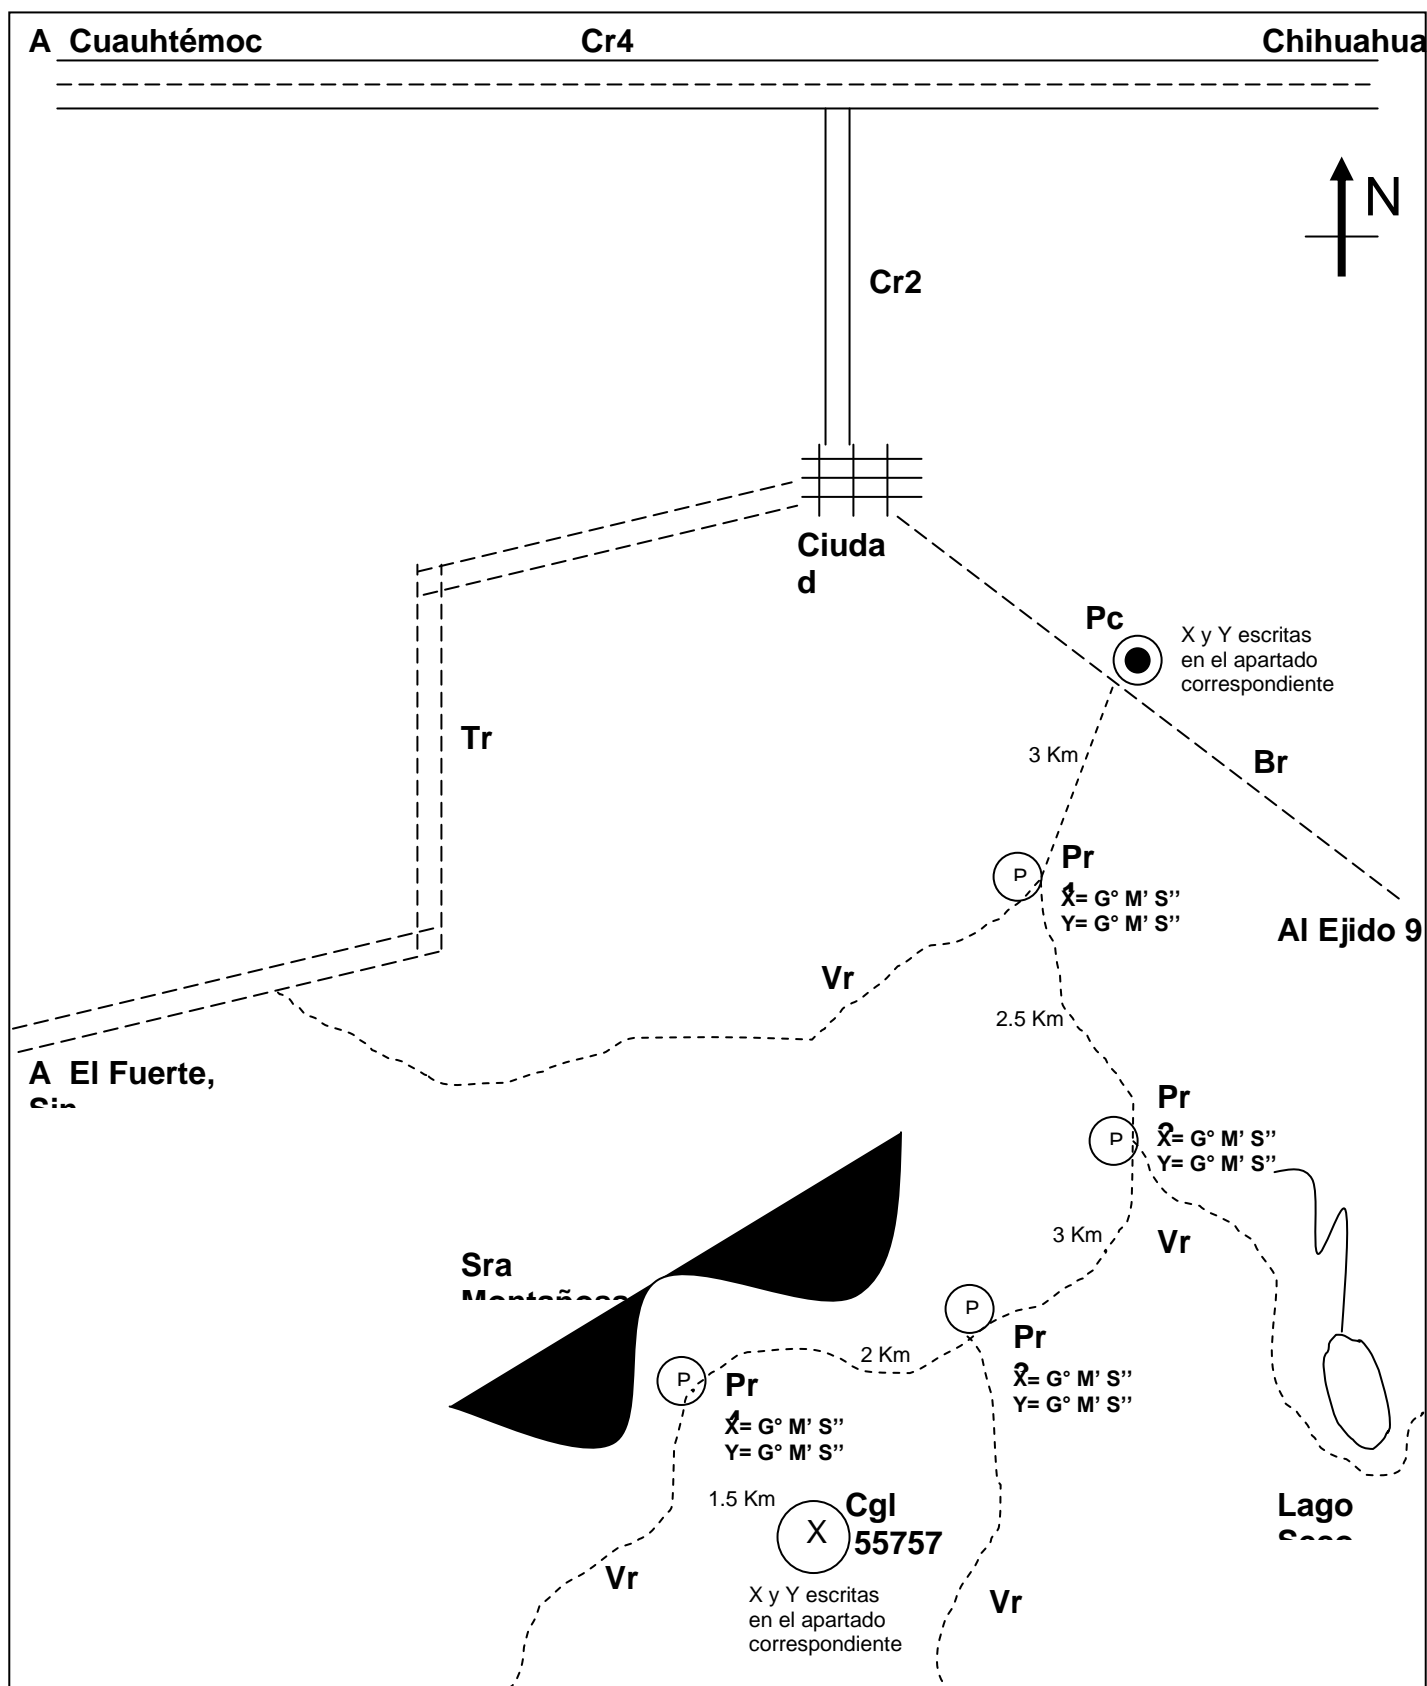 A Cuauhtémoc
Cr4
Chihuahua
N
Cr2
Ciuda
d
Pc
X y Y escritas
en el apartado
correspondiente
Tr
3 Km
Br
P
Pr
X= G° M’ S’’
Y= G° M’ S’’
Al Ejido 9
Vr
2.5 Km
A El Fuerte,
Pr
P
X= G° M’ S’’
Y= G° M’ S’’
3 Km
Vr
Sra
P
Pr
2 Km
X= G° M’ S’’
Y= G° M’ S’’
P
Pr
X= G° M’ S’’
Y= G° M’ S’’
1.5 Km
Cgl
X
55757
Lago
Vr
X y Y escritas
en el apartado
correspondiente
Vr